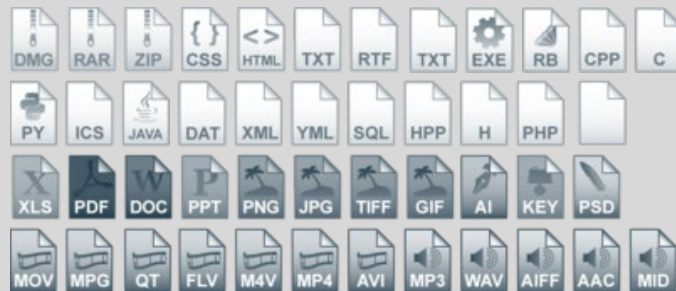 DMG RAR ZIP CSS HTML TXT RTF TXT EXE RB CPP C
PY ICS JAVA DAT XML YML SQL HPP H PHP
XLS PDF DOC PPT PNG JPG TIFF GIF AI KEY PSD
MOV MPG QT FLV M4V MP4 AVI MP3 WAV AIFF AAC MID